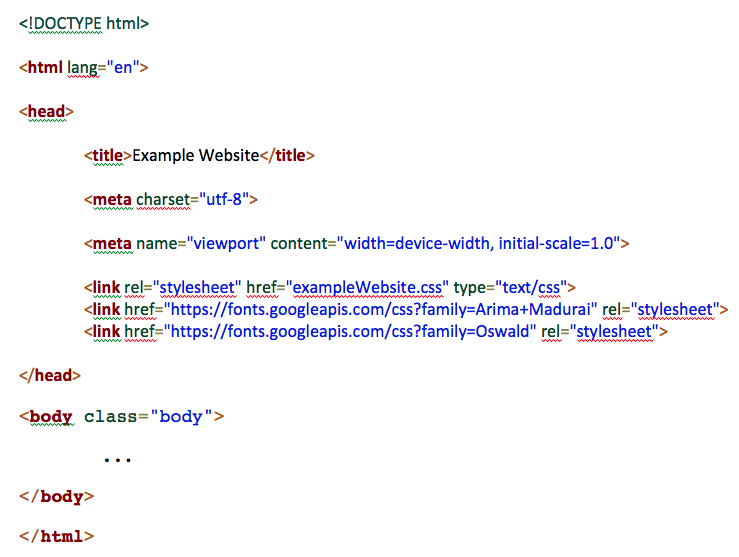 <!DOCTYPE html>
<html lang="en">
<head>
<title>Example Website</title>
<meta charset="utf-8">
<meta name="viewport" content="width=device-width, initial-scale=1.0">
<link rel="stylesheet" href="exampleWebsite.css" type="text/css">
<link href="https://fonts.googleapis.com/css?family=Arima+Madurai" rel="stylesheet">
<link href="https://fonts.googleapis.com/css?family=Oswald" rel="stylesheet">
</head>
<body class="body">
...
</body>
</html>